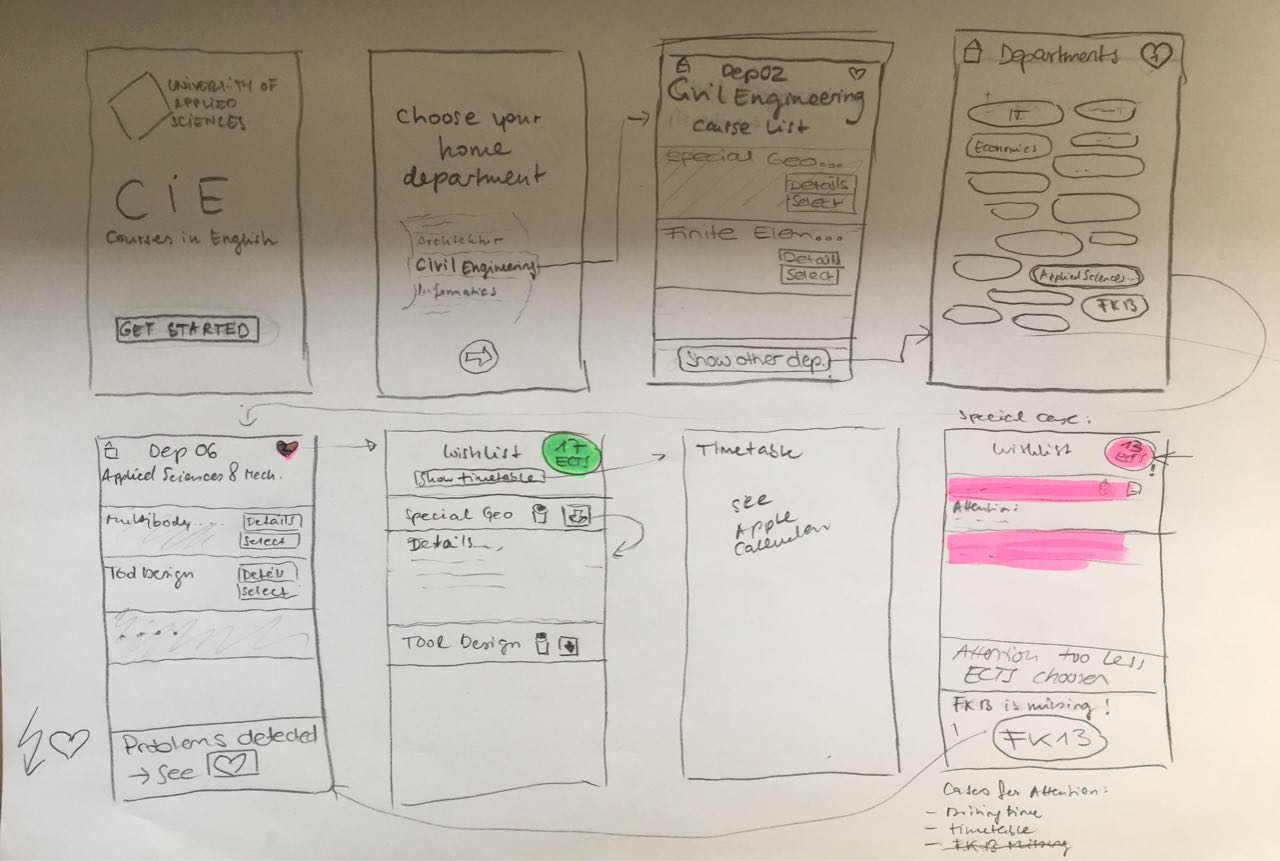 UNIVERSITY OF
APPLIED
SCIENCES
CiE
Courses in English
GET STARTED
Choose your
home
department
Architektur
Civil Engineering
Informatics
Dep02
Civil Engineering
Course List
Special Geo...
Details
Select
Finite Elem...
Details
Select
Show other dep.
Departments
1
IT
Economics
Applied Sciences...
FK13
Dep 06
Applied Sciences & Mech.
Multibody....
Details
Select
Tool Design
Details
Select
....
Problems detected
→ See
Wishlist
17
ECTS
Show timetable
Special Geo
Details
Tool Design
Timetable
see
Apple
Calendar
Special case:
Wishlist
13
ECTS
!
Attention:
Attention too less
ECTS choosen
FK13 is missing!
FK13
Cases for Attention:
- Driving time
- timetable
- FK13 Missing